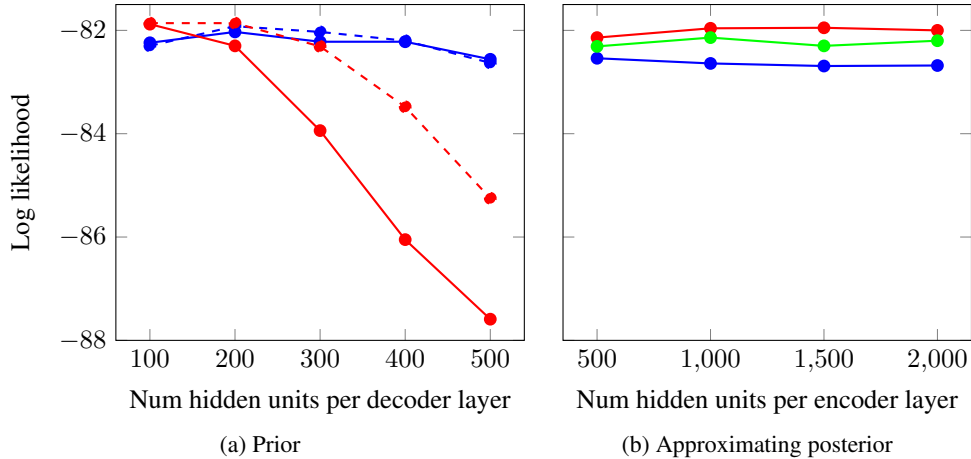 Log likelihood
−82
−84
−86
−88
100 200 300 400 500
Num hidden units per decoder layer
(a) Prior
500 1,000 1,500 2,000
Num hidden units per encoder layer
(b) Approximating posterior